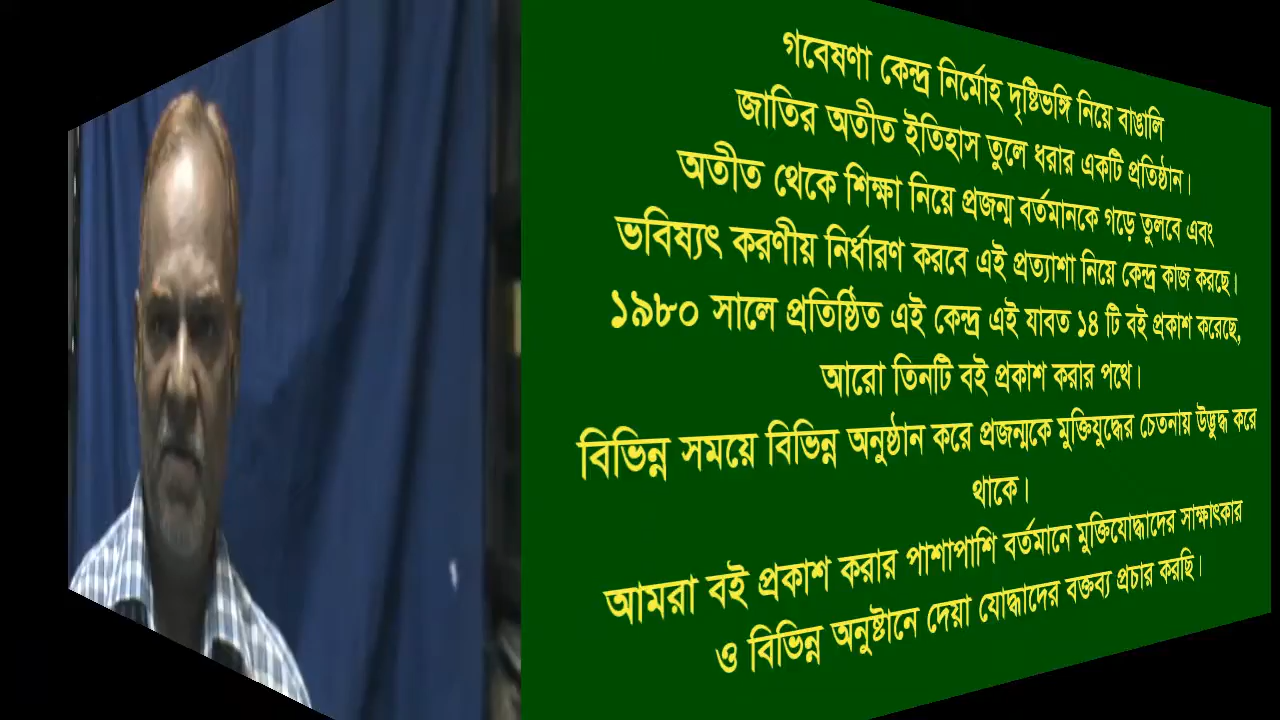 গবেষণা কেন্দ্র নির্মোহ দৃষ্টিভঙ্গি নিয়ে বাঙালি
জাতির অতীত ইতিহাস তুলে ধরার একটি প্রতিষ্ঠান।
অতীত থেকে শিক্ষা নিয়ে প্রজন্ম বর্তমানকে গড়ে তুলবে এবং
ভবিষ্যৎ করণীয় নির্ধারণ করবে এই প্রত্যাশা নিয়ে কেন্দ্র কাজ করছে।
১৯৮০ সালে প্রতিষ্ঠিত এই কেন্দ্র এই যাবত ১৪ টি বই প্রকাশ করেছে,
আরো তিনটি বই প্রকাশ করার পথে।
বিভিন্ন সময়ে বিভিন্ন অনুষ্ঠান করে প্রজন্মকে মুক্তিযুদ্ধের চেতনায় উদ্বুদ্ধ করে
থাকে।
আমরা বই প্রকাশ করার পাশাপাশি বর্তমানে মুক্তিযোদ্ধাদের সাক্ষাৎকার
ও বিভিন্ন অনুষ্টানে দেয়া যোদ্ধাদের বক্তব্য প্রচার করছি।